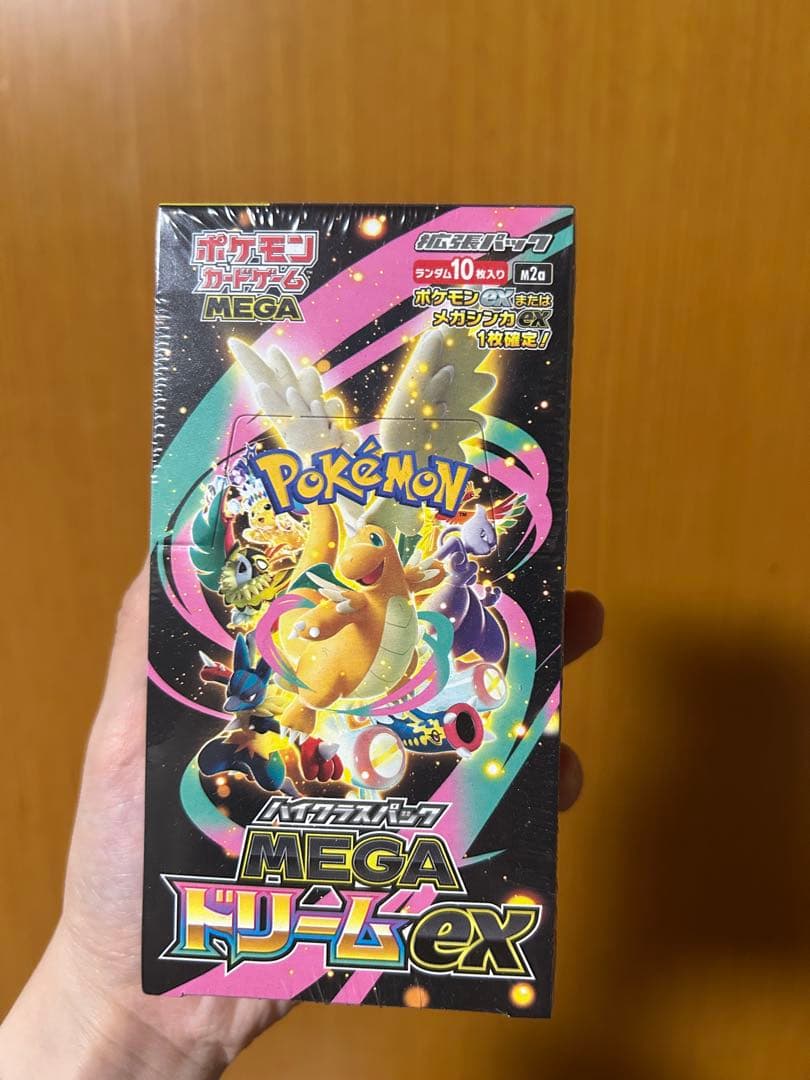 ポケモン
カードゲーム
MEGA
拡張パック
ランダム10枚入り M2a
ポケモンexまたは
メガシンカex
1枚確定!
POKéMON
TM
ハイクラスパック
MEGA
ドリームex